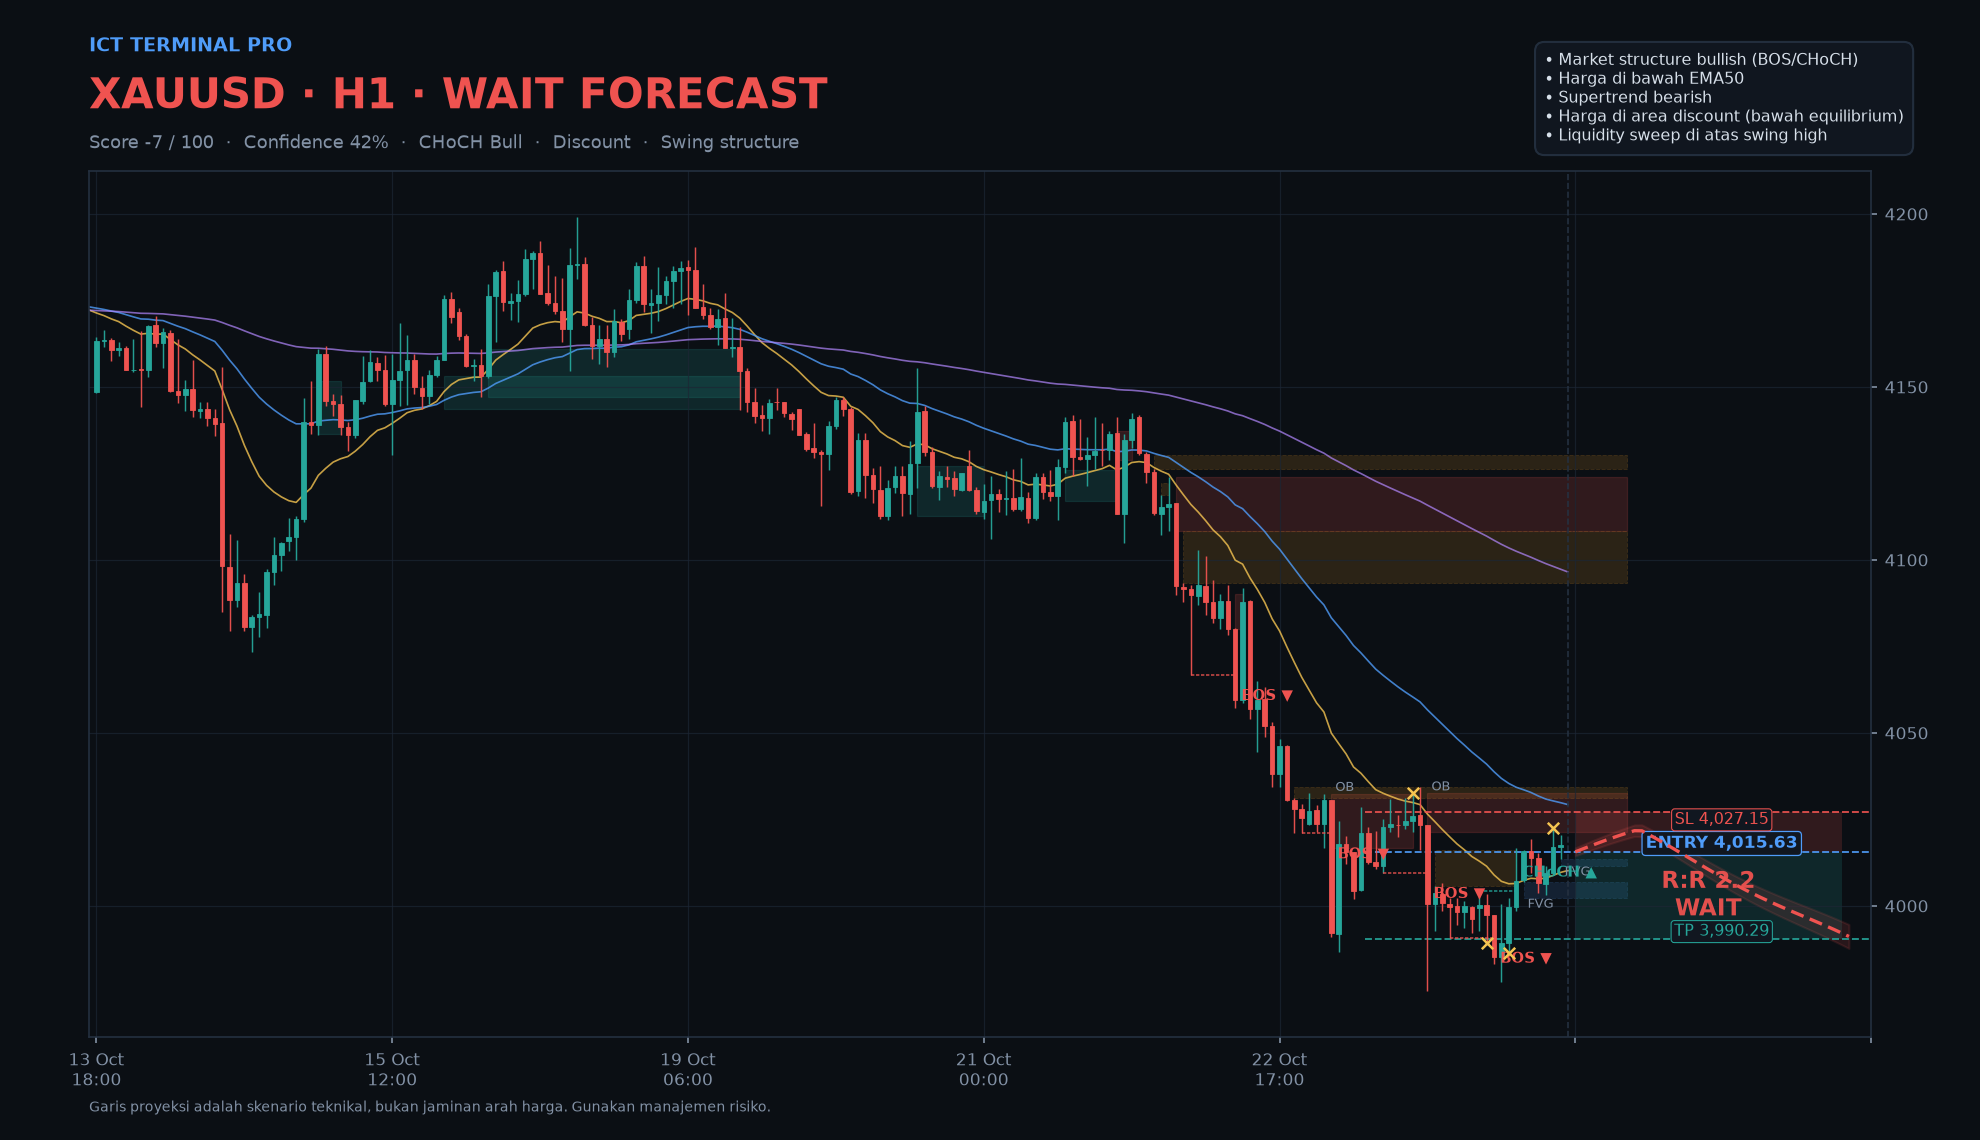 ICT TERMINAL PRO
XAUUSD · H1 · WAIT FORECAST
Score -7 / 100 · Confidence 42% · CHoCH Bull · Discount · Swing structure
• Market structure bullish (BOS/CHoCH)
• Harga di bawah EMA50
• Supertrend bearish
• Harga di area discount (bawah equilibrium)
• Liquidity sweep di atas swing high
4200
4150
4100
4050
4000
BOS ▼
OB
OB
BOS ▼
BOS ▼
BOS ▼
FVG
SL 4,027.15
ENTRY 4,015.63
R:R 2.2
WAIT
TP 3,990.29
13 Oct
18:00
15 Oct
12:00
19 Oct
06:00
21 Oct
00:00
22 Oct
17:00
Garis proyeksi adalah skenario teknikal, bukan jaminan arah harga. Gunakan manajemen risiko.